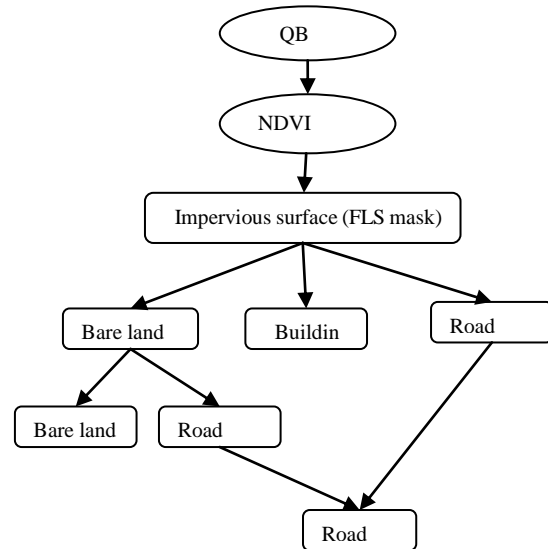 QB
NDVI
Impervious surface (FLS mask)
Bare land
Buildin
Road
Bare land
Road
Road